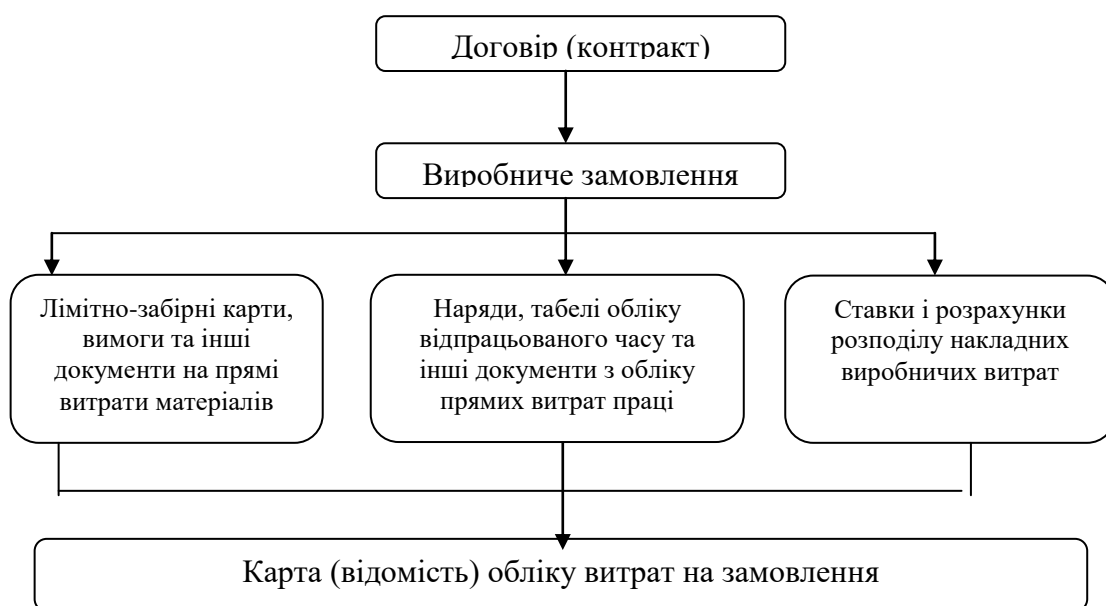 Договір (контракт)
Виробниче замовлення
Лімітно-забірні карти,
вимоги та інші
документи на прямі
витрати матеріалів
Наряди, табелі обліку
відпрацьованого часу та
інші документи з обліку
прямих витрат праці
Ставки і розрахунки
розподілу накладних
виробничих витрат
Карта (відомість) обліку витрат на замовлення